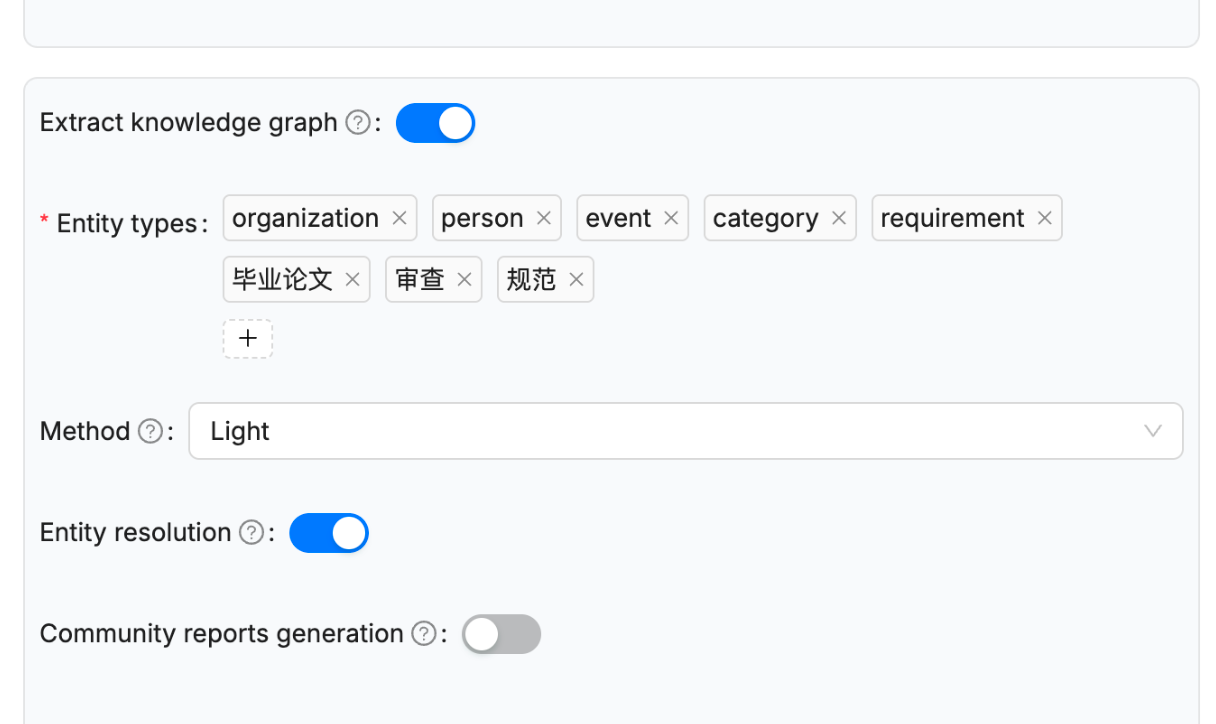 Extract knowledge graph ? :
* Entity types : organization × person × event × category × requirement ×
毕业论文 × 审查 × 规范 ×
+
Method ? : Light
Entity resolution ? :
Community reports generation ? :